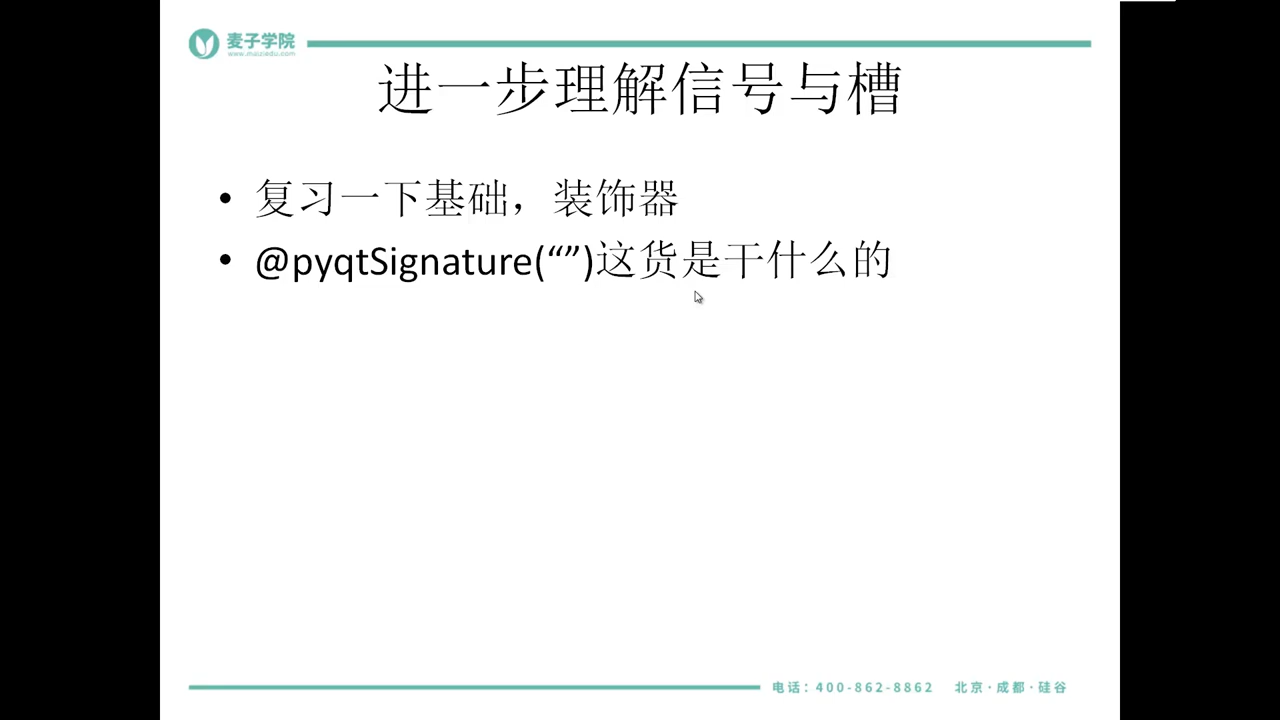 麦子学院
www.maiziedu.com
进一步理解信号与槽
• 复习一下基础，装饰器
• @pyqtSignature(“”)这货是干什么的
电话：400-862-8862 北京·成都·硅谷